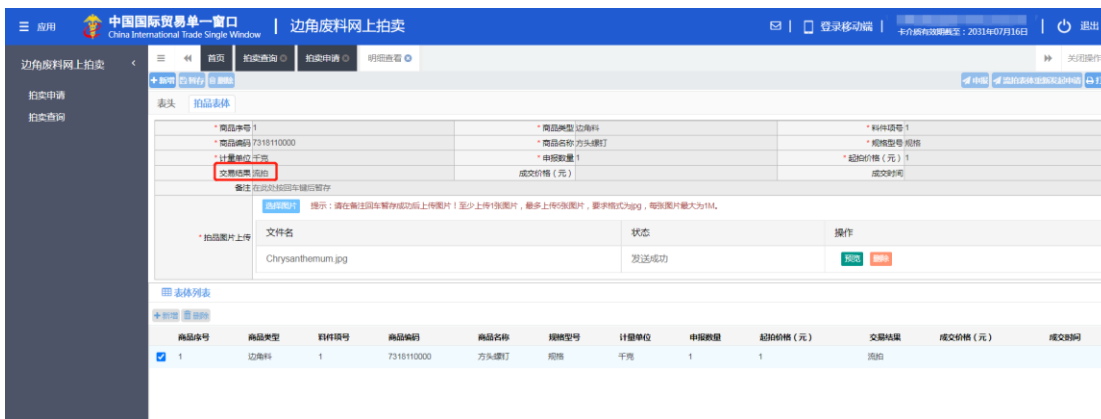 ☰ 应用 中国国际贸易单一窗口 China International Trade Single Window | 边角废料网上拍卖 登录移动端 | 卡介质有效期截至：2031年07月16日 | 退出
边角废料网上拍卖
拍卖申请
拍卖查询
首页 拍卖查询 拍卖申请 明细查看 关闭操作
+新增 暂存 删除 申报 流拍表体重新发起申请
表头 拍品表体
*商品序号 1 *商品类型 边角料 *料件项号 1
*商品编码 7318110000 *商品名称 方头螺钉 *规格型号 规格
*计量单位 千克 *申报数量 1 *起拍价格（元） 1
交易结果 流拍 成交价格（元） 成交时间
备注 在此处按回车键后暂存
*拍品图片上传 选择图片 提示：请在备注回车暂存成功后上传图片！至少上传1张图片，最多上传5张图片，要求格式为jpg，每张图片最大为1M。
文件名 状态 操作
Chrysanthemum.jpg 发送成功 预览 删除
表体列表
+新增 删除
商品序号 商品类型 料件项号 商品编码 商品名称 规格型号 计量单位 申报数量 起拍价格（元） 交易结果 成交价格（元） 成交时间
1 边角料 1 7318110000 方头螺钉 规格 千克 1 1 流拍